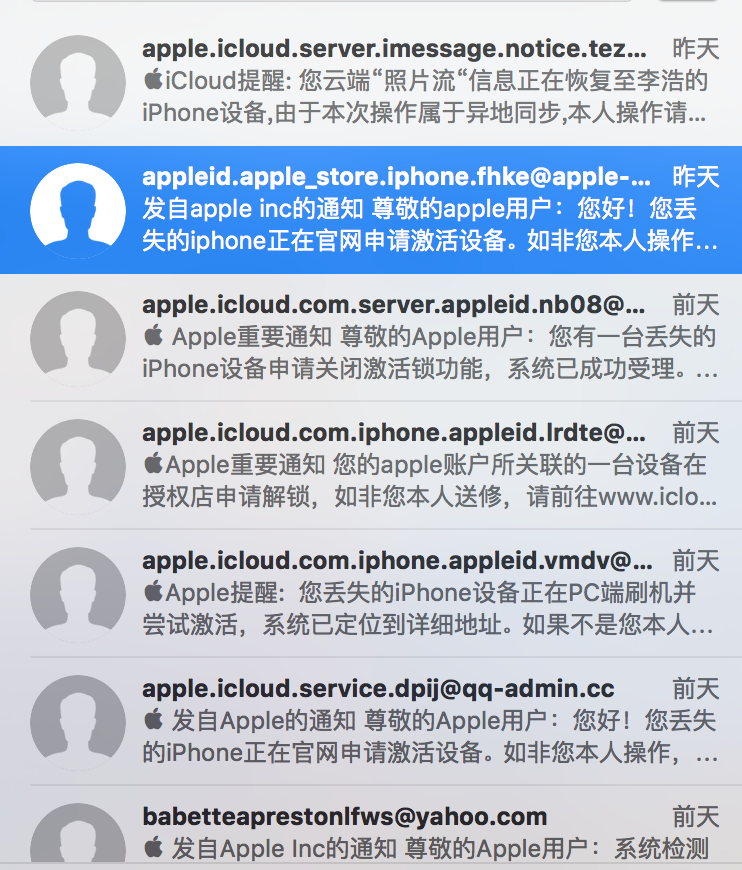 apple.icloud.server.imessage.notice.tez... 昨天
iCloud提醒: 您云端“照片流“信息正在恢复至李浩的
iPhone设备,由于本次操作属于异地同步,本人操作请...
appleid.apple_store.iphone.fhke@apple-... 昨天
发自apple inc的通知 尊敬的apple用户：您好！您丢
失的iphone正在官网申请激活设备。如非您本人操作...
apple.icloud.com.server.appleid.nb08@... 前天
 Apple重要通知 尊敬的Apple用户：您有一台丢失的
iPhone设备申请关闭激活锁功能，系统已成功受理。...
apple.icloud.com.iphone.appleid.lrdte@... 前天
Apple重要通知 您的apple账户所关联的一台设备在
授权店申请解锁，如非您本人送修，请前往www.iclo...
apple.icloud.com.iphone.appleid.vmdv@... 前天
Apple提醒：您丢失的iPhone设备正在PC端刷机并
尝试激活，系统已定位到详细地址。如果不是您本人...
apple.icloud.service.dpij@qq-admin.cc 前天
 发自Apple的通知 尊敬的Apple用户：您好！您丢失
的iPhone正在官网申请激活设备。如非您本人操作，...
babetteaprestonlfws@yahoo.com 前天
 发自Apple Inc的通知 尊敬的Apple用户：系统检测